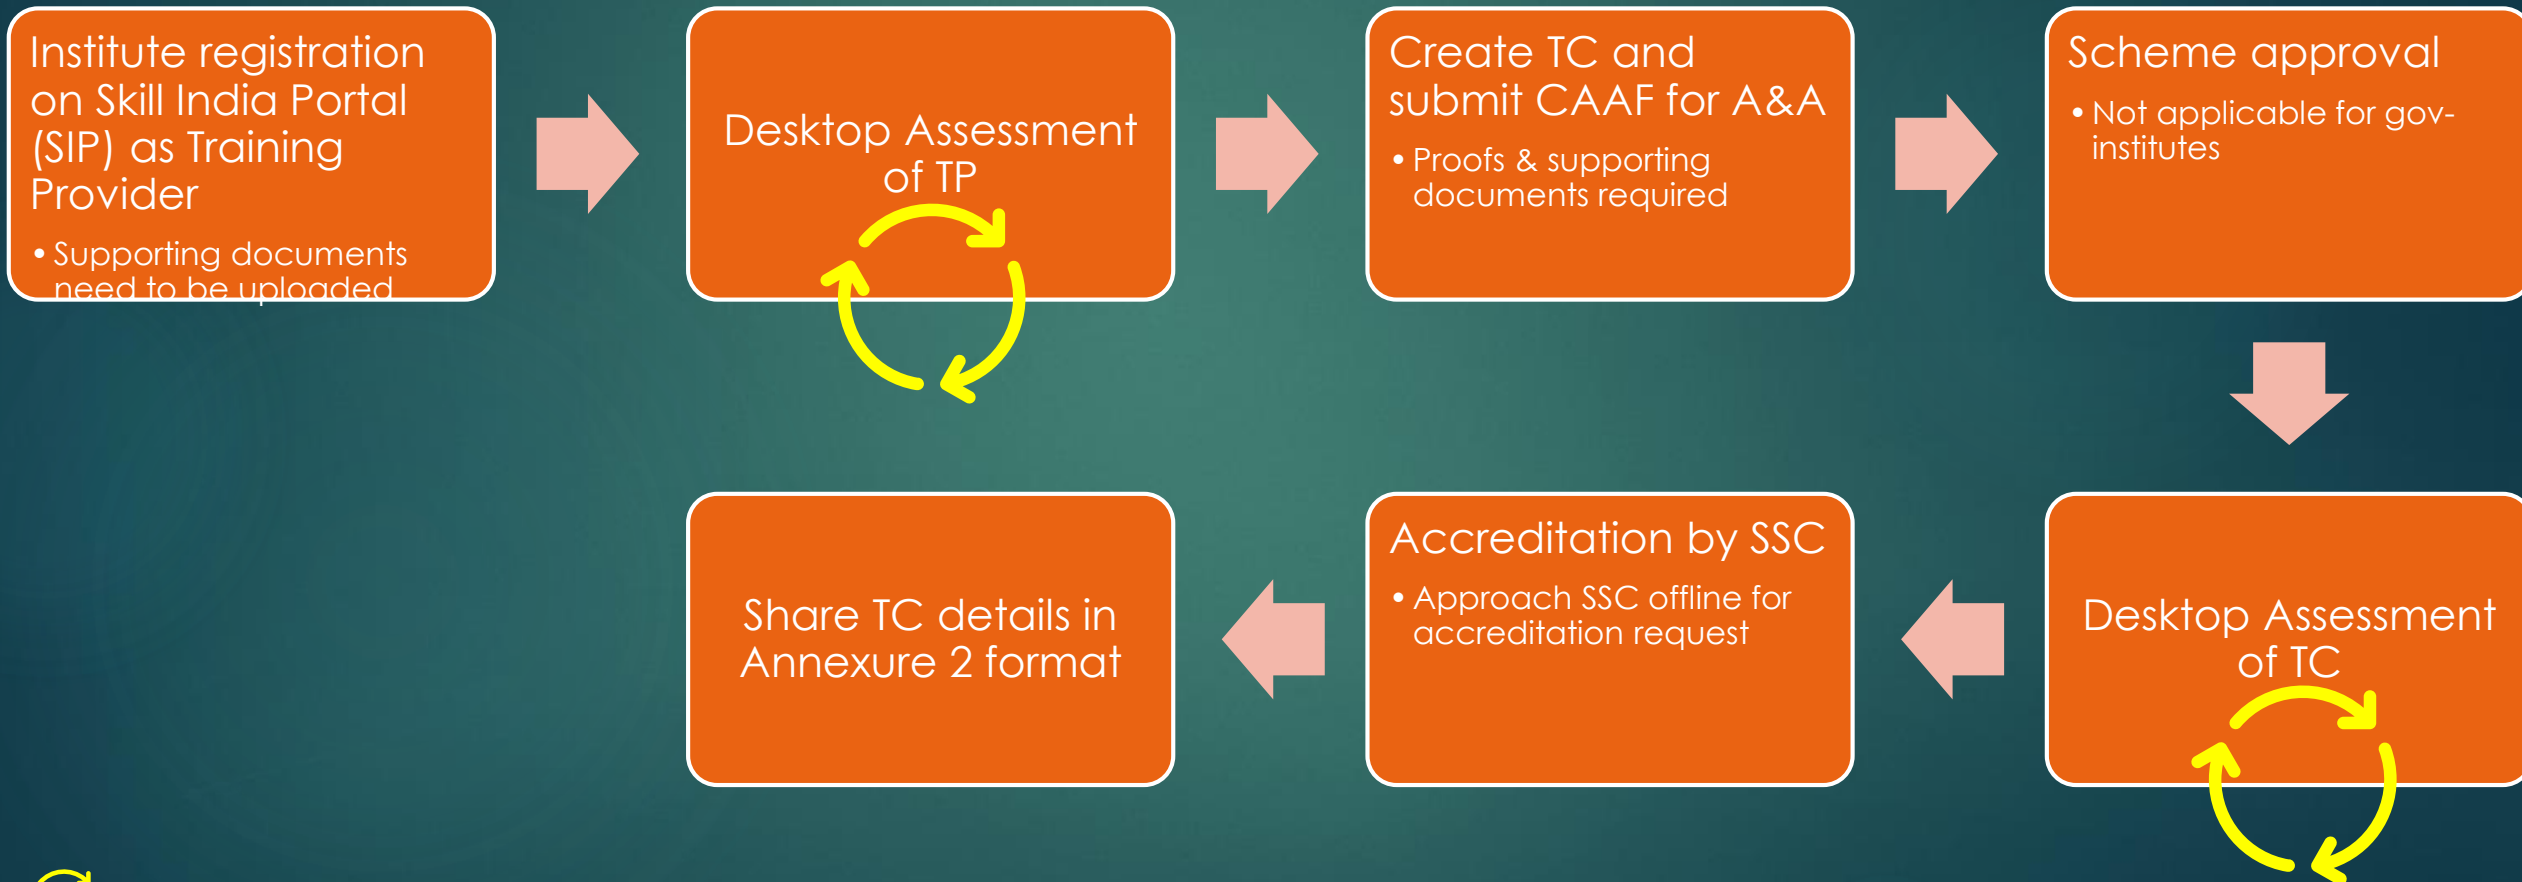 Institute registration
on Skill India Portal
(SIP) as Training
Provider
• Supporting documents
need to be uploaded
Desktop Assessment
of TP
Create TC and
submit CAAF for A&A
• Proofs & supporting
documents required
Scheme approval
• Not applicable for gov-
institutes
Desktop Assessment
of TC
Accreditation by SSC
• Approach SSC offline for
accreditation request
Share TC details in
Annexure 2 format